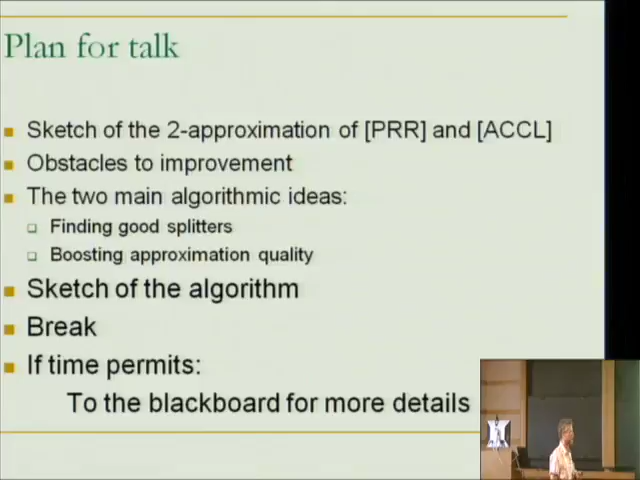 Plan for talk
Sketch of the 2-approximation of [PRR] and [ACCL]
Obstacles to improvement
The two main algorithmic ideas:
Finding good splitters
Boosting approximation quality
Sketch of the algorithm
Break
If time permits:
To the blackboard for more details